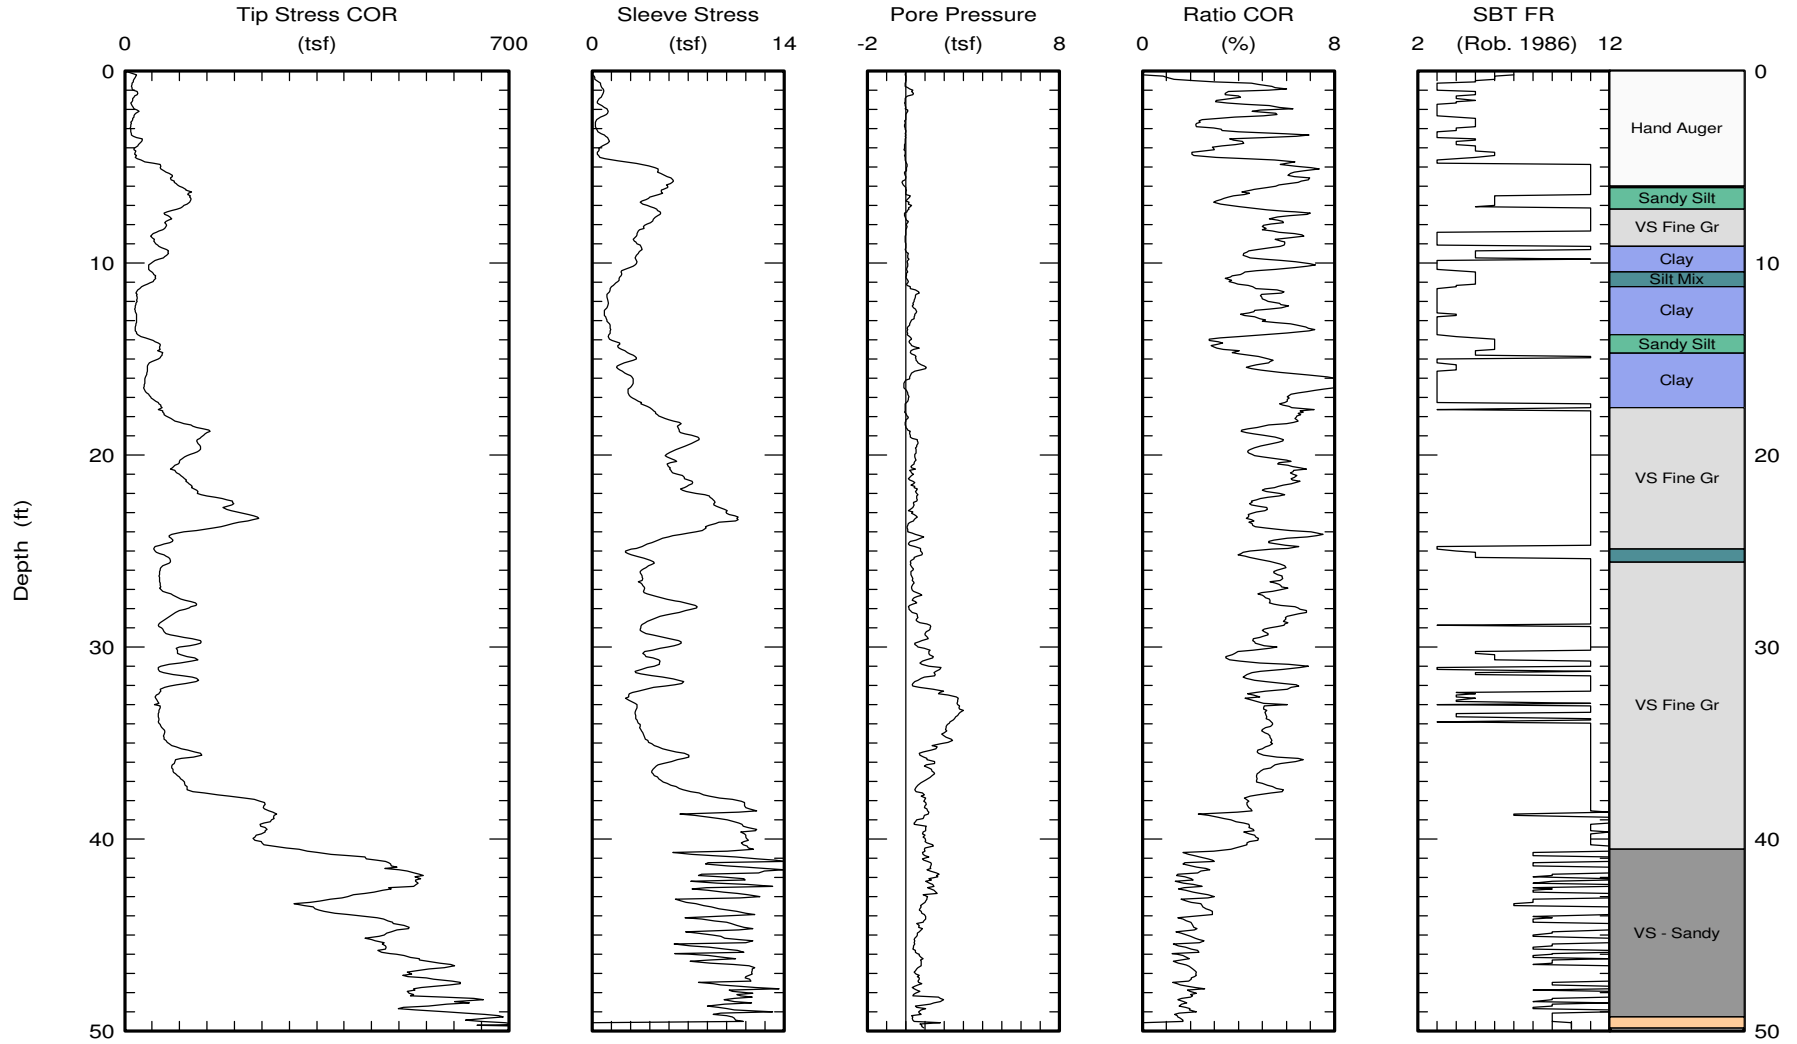 Tip Stress COR Sleeve Stress Pore Pressure Ratio COR SBT FR
0 (tsf) 700 0 (tsf) 14 -2 (tsf) 8 0 (%) 8 2 (Rob. 1986) 12
0 0
Hand Auger
Sandy Silt
VS Fine Gr
Clay
10 10
Silt Mix
Clay
Sandy Silt
Clay
20 20
VS Fine Gr
Depth (ft)
30 30
VS Fine Gr
40 40
VS - Sandy
50 50